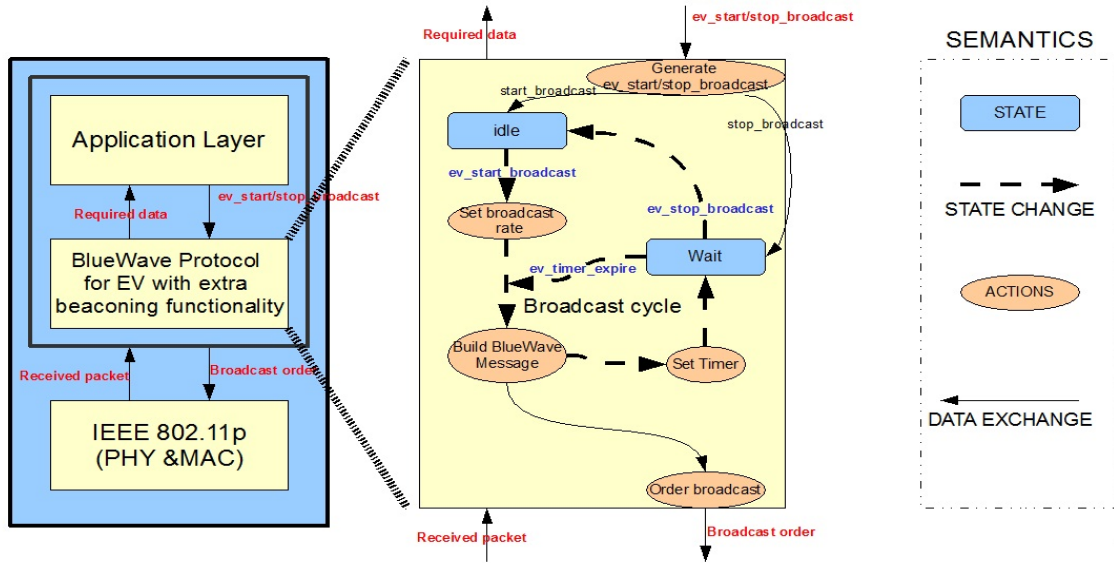 Application Layer
ev_start/stop_broadcast
Required data
BlueWave Protocol
for EV with extra
beaconing functionality
Received packet
Broadcast order
IEEE 802.11p
(PHY &MAC)
Required data
ev_start/stop_broadcast
Generate
ev_start/stop_broadcast
start_broadcast
stop_broadcast
idle
ev_start_broadcast
Set broadcast
rate
ev_stop_broadcast
Wait
ev_timer_expire
Broadcast cycle
Build BlueWave
Message
Set Timer
Order broadcast
Received packet
Broadcast order
SEMANTICS
STATE
STATE CHANGE
ACTIONS
DATA EXCHANGE